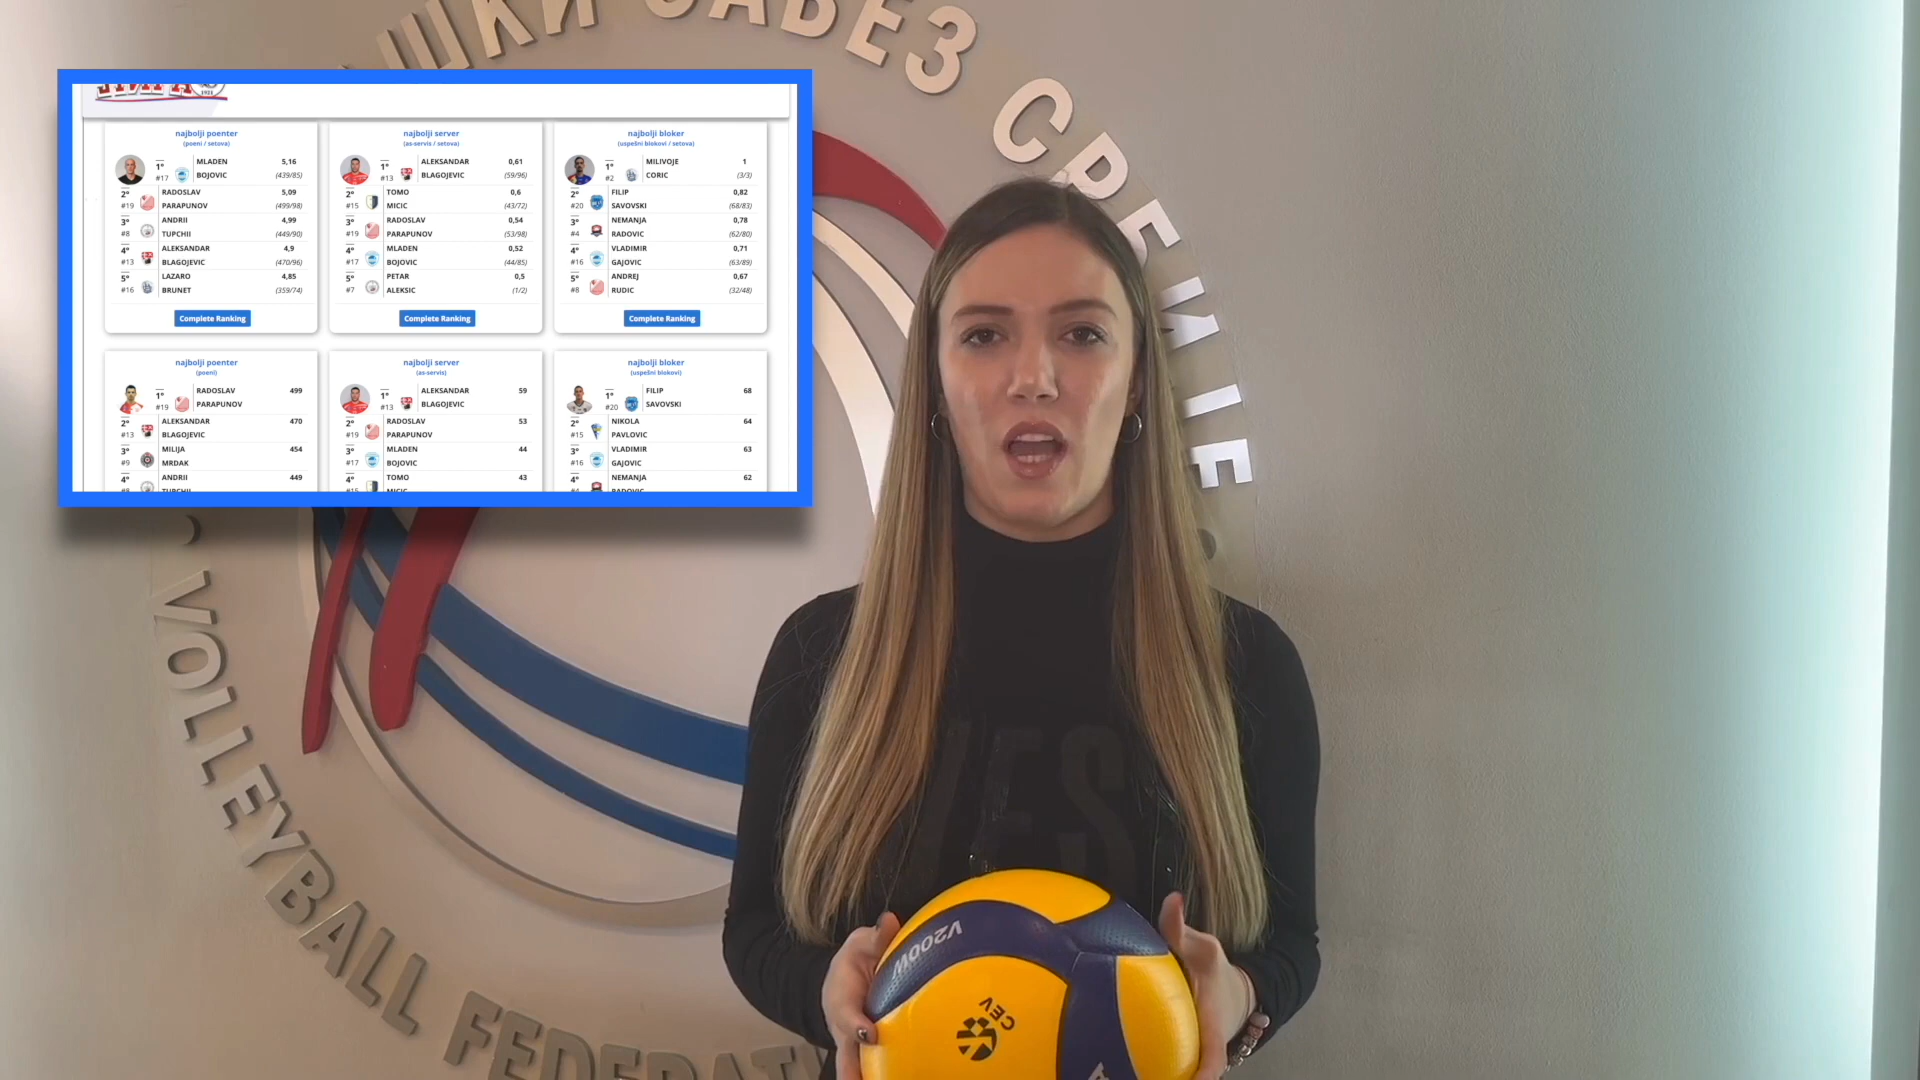 ШКИ САВЕЗ СРБИЈЕ •
VOLLEYBALL FEDERAT
1921
najbolji poenter
(poeni / setova)
1° MLADEN 5,16
#17 BOJOVIC (439/85)
2° RADOSLAV 5,09
#19 PARAPUNOV (499/98)
3° ANDRII 4,99
#8 TUPCHII (449/90)
4° ALEKSANDAR 4,9
#13 BLAGOJEVIC (470/96)
5° LAZARO 4,85
#16 BRUNET (359/74)
Complete Ranking
najbolji server
(as-servis / setova)
1° ALEKSANDAR 0,61
#13 BLAGOJEVIC (59/96)
2° TOMO 0,6
#15 MICIC (43/72)
3° RADOSLAV 0,54
#19 PARAPUNOV (53/98)
4° MLADEN 0,52
#17 BOJOVIC (44/85)
5° PETAR 0,5
#7 ALEKSIC (1/2)
Complete Ranking
najbolji bloker
(uspešni blokovi / setova)
1° MILIVOJE 1
#2 CORIC (3/3)
2° FILIP 0,82
#20 SAVOVSKI (68/83)
3° NEMANJA 0,78
#4 RADOVIC (62/80)
4° VLADIMIR 0,71
#16 GAJOVIC (63/89)
5° ANDREJ 0,67
#8 RUDIC (32/48)
Complete Ranking
najbolji poenter
(poeni)
1° RADOSLAV 499
#19 PARAPUNOV
2° ALEKSANDAR 470
#13 BLAGOJEVIC
3° MILIJA 454
#9 MRDAK
4° ANDRII 449
#8 TUPCHII
najbolji server
(as-servis)
1° ALEKSANDAR 59
#13 BLAGOJEVIC
2° RADOSLAV 53
#19 PARAPUNOV
3° MLADEN 44
#17 BOJOVIC
4° TOMO 43
#15 MICIC
najbolji bloker
(uspešni blokovi)
1° FILIP 68
#20 SAVOVSKI
2° NIKOLA 64
#15 PAVLOVIC
3° VLADIMIR 63
#16 GAJOVIC
4° NEMANJA 62
#4 RADOVIC
YES
V200W
CEV